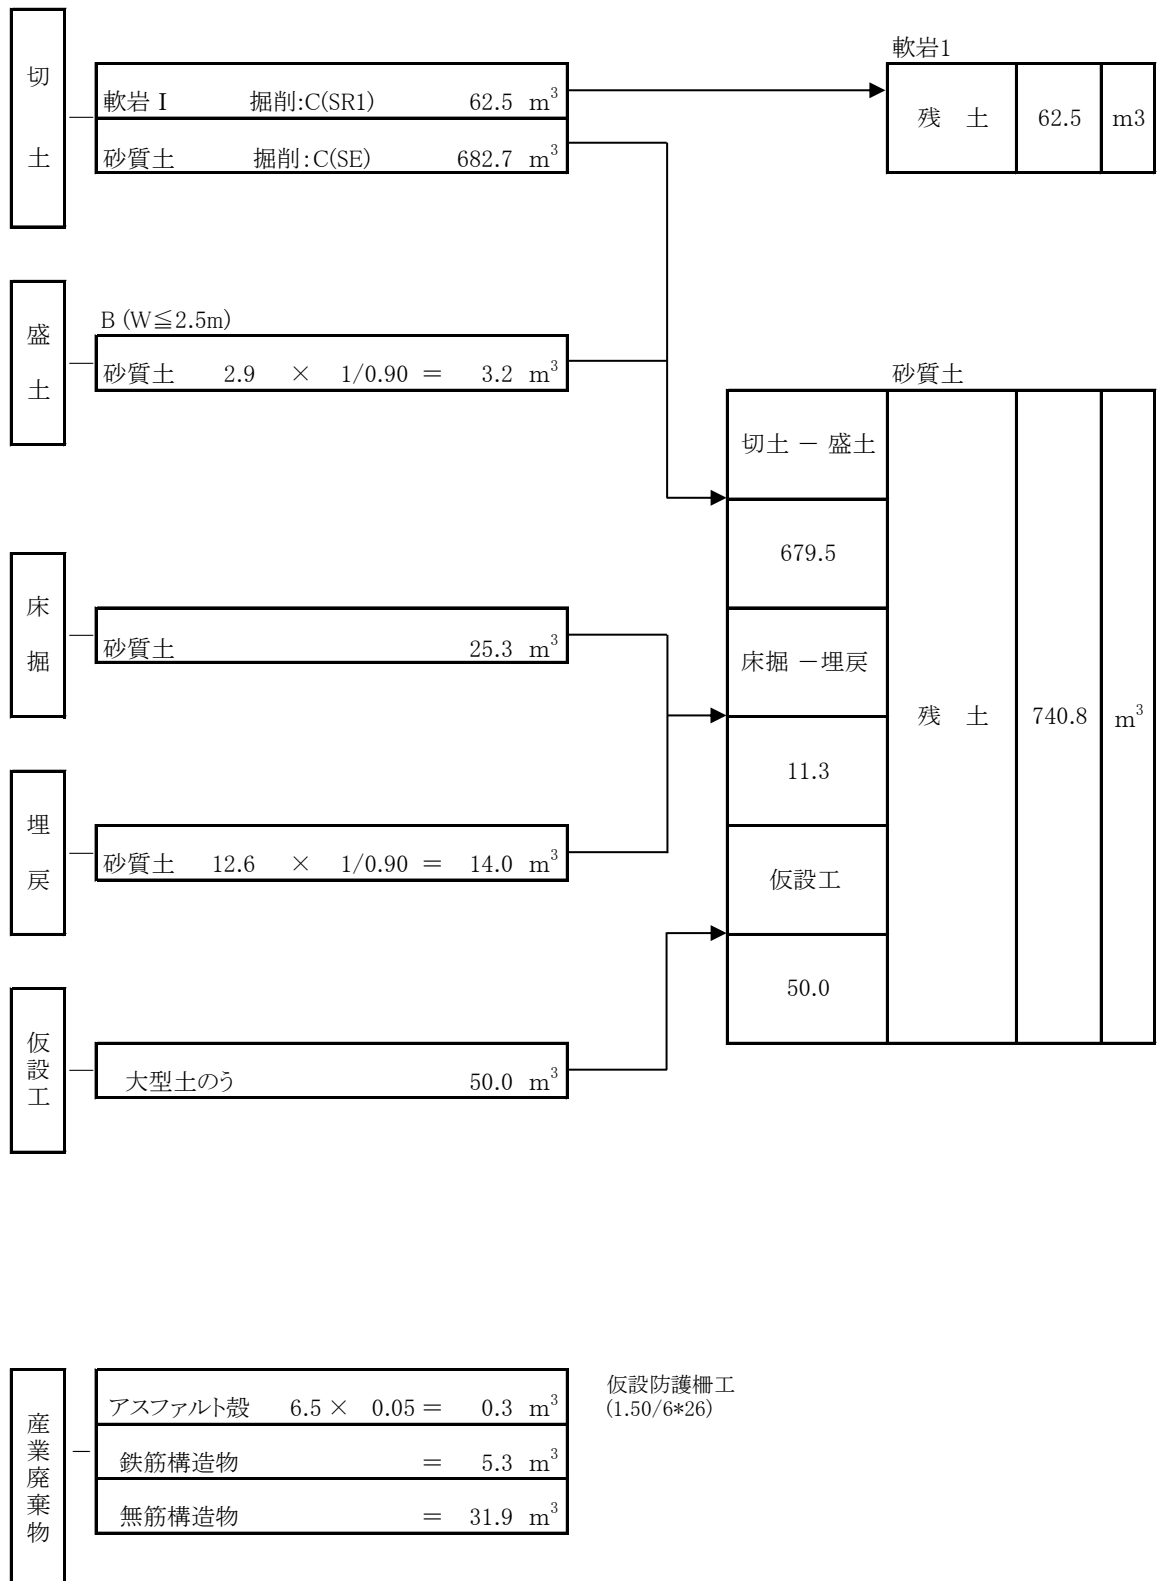 切土
軟岩Ⅰ 掘削:C(SR1) 62.5 m³
砂質土 掘削:C(SE) 682.7 m³
軟岩1
残 土 62.5 m3
盛土
B (W≦2.5m)
砂質土 2.9 × 1/0.90 = 3.2 m³
床掘
砂質土 25.3 m³
埋戻
砂質土 12.6 × 1/0.90 = 14.0 m³
仮設工
大型土のう 50.0 m³
砂質土
切土 － 盛土
679.5
床掘 －埋戻
11.3
仮設工
50.0
残 土 740.8 m³
産業廃棄物
アスファルト殻 6.5 × 0.05 = 0.3 m³
鉄筋構造物 = 5.3 m³
無筋構造物 = 31.9 m³
仮設防護柵工
(1.50/6*26)